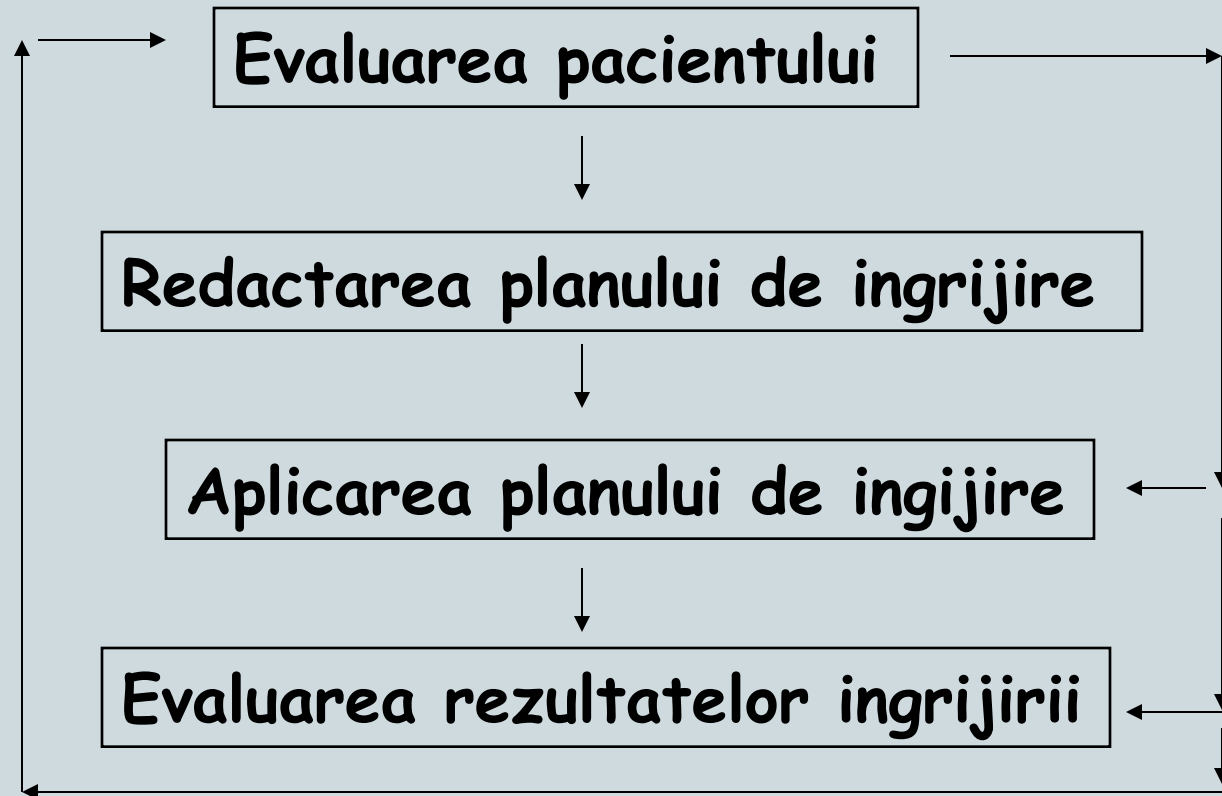 Evaluarea pacientului
Redactarea planului de ingrijire
Aplicarea planului de ingijire
Evaluarea rezultatelor ingrijirii